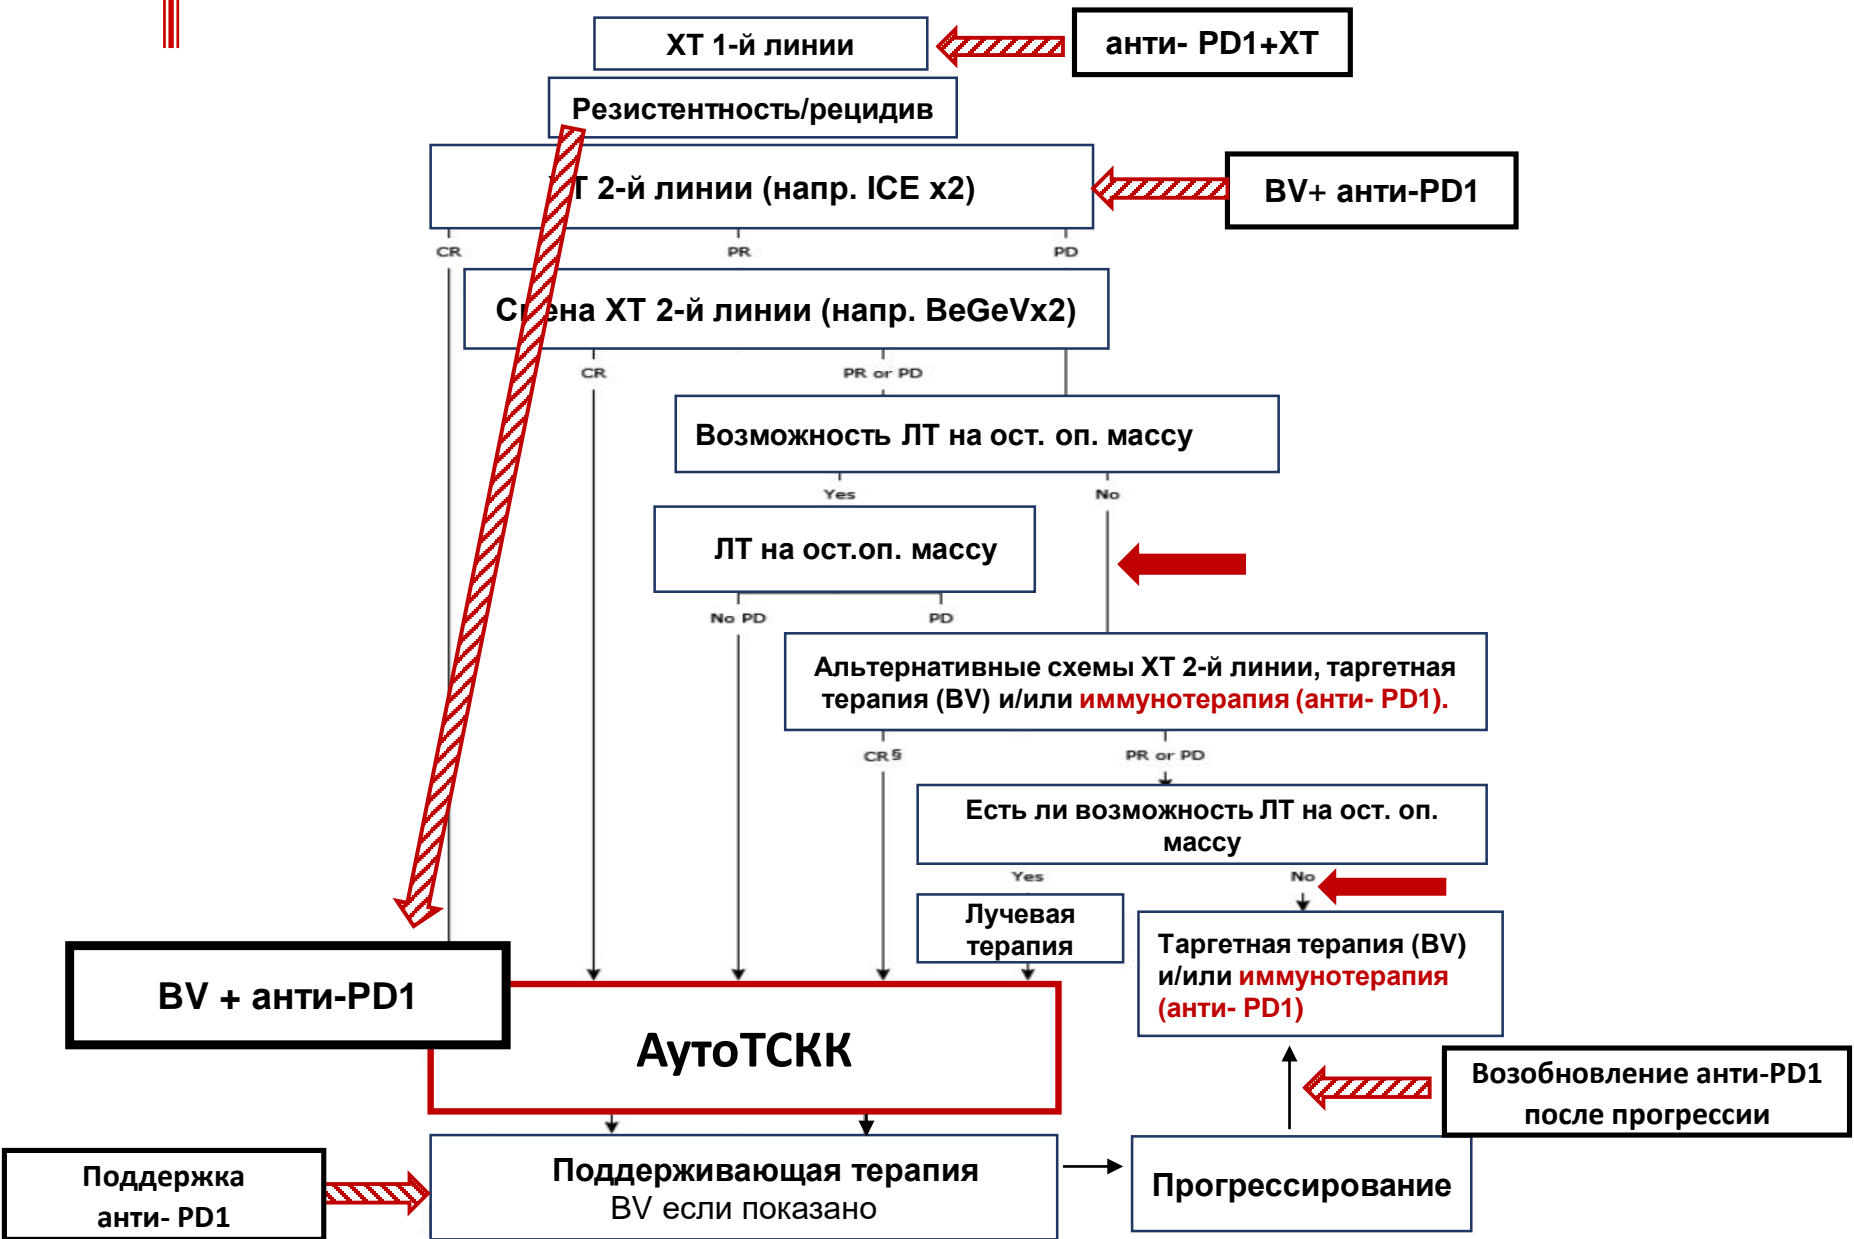 ХТ 1-й линии
анти- PD1+ХТ
Резистентность/рецидив
Т 2-й линии (напр. ICE x2)
BV+ анти-PD1
CR
PR
PD
Смена ХТ 2-й линии (напр. BeGeVx2)
CR
PR or PD
Возможность ЛТ на ост. оп. массу
Yes
No
ЛТ на ост.оп. массу
No PD
PD
Альтернативные схемы ХТ 2-й линии, таргетная
терапия (BV) и/или иммунотерапия (анти- PD1).
CR§
PR or PD
Есть ли возможность ЛТ на ост. оп.
массу
Yes
No
Лучевая
терапия
Таргетная терапия (BV)
и/или иммунотерапия
(анти- PD1)
BV + анти-PD1
АутоТСКК
Возобновление анти-PD1
после прогрессии
Поддержка
анти- PD1
Поддерживающая терапия
BV если показано
Прогрессирование